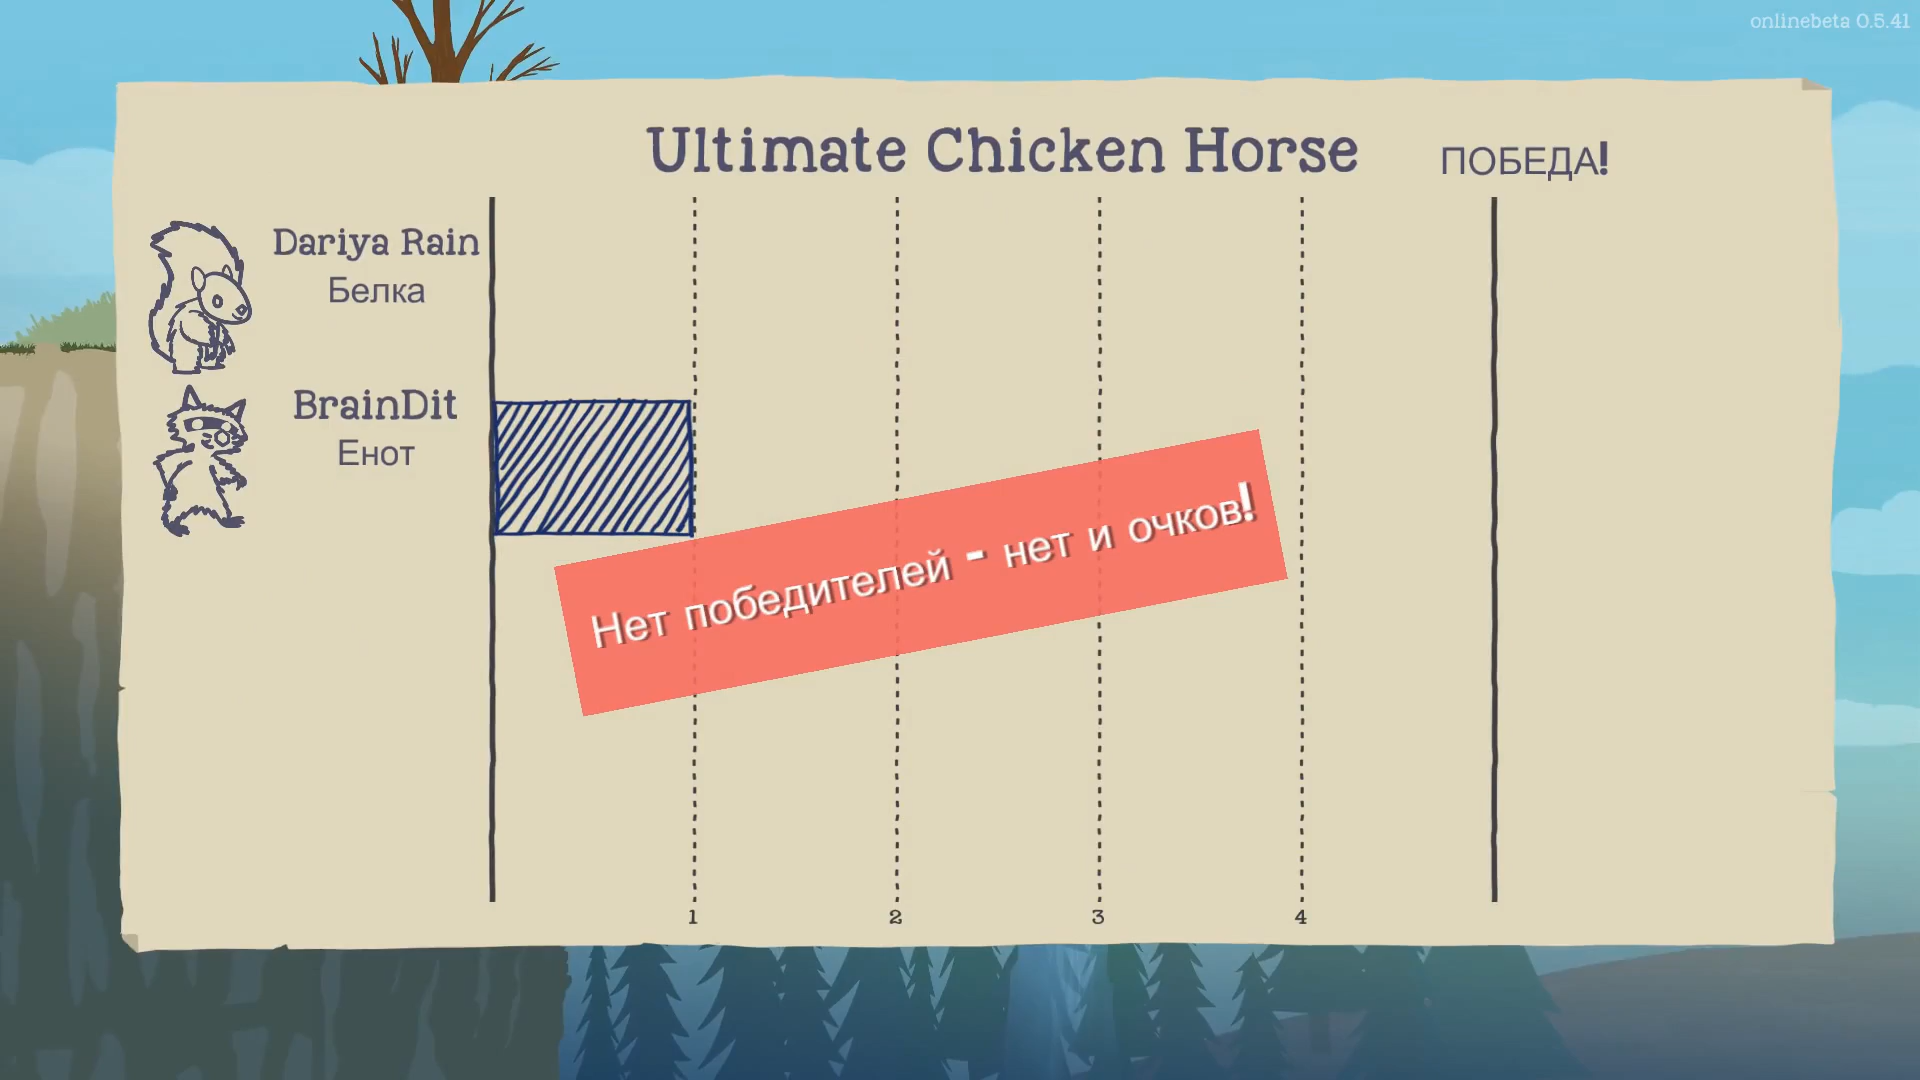 onlinebeta 0.5.41
Ultimate Chicken Horse
ПОБЕДА!
Dariya Rain
Белка
BrainDit
Енот
Нет победителей - нет и очков!
1 2 3 4